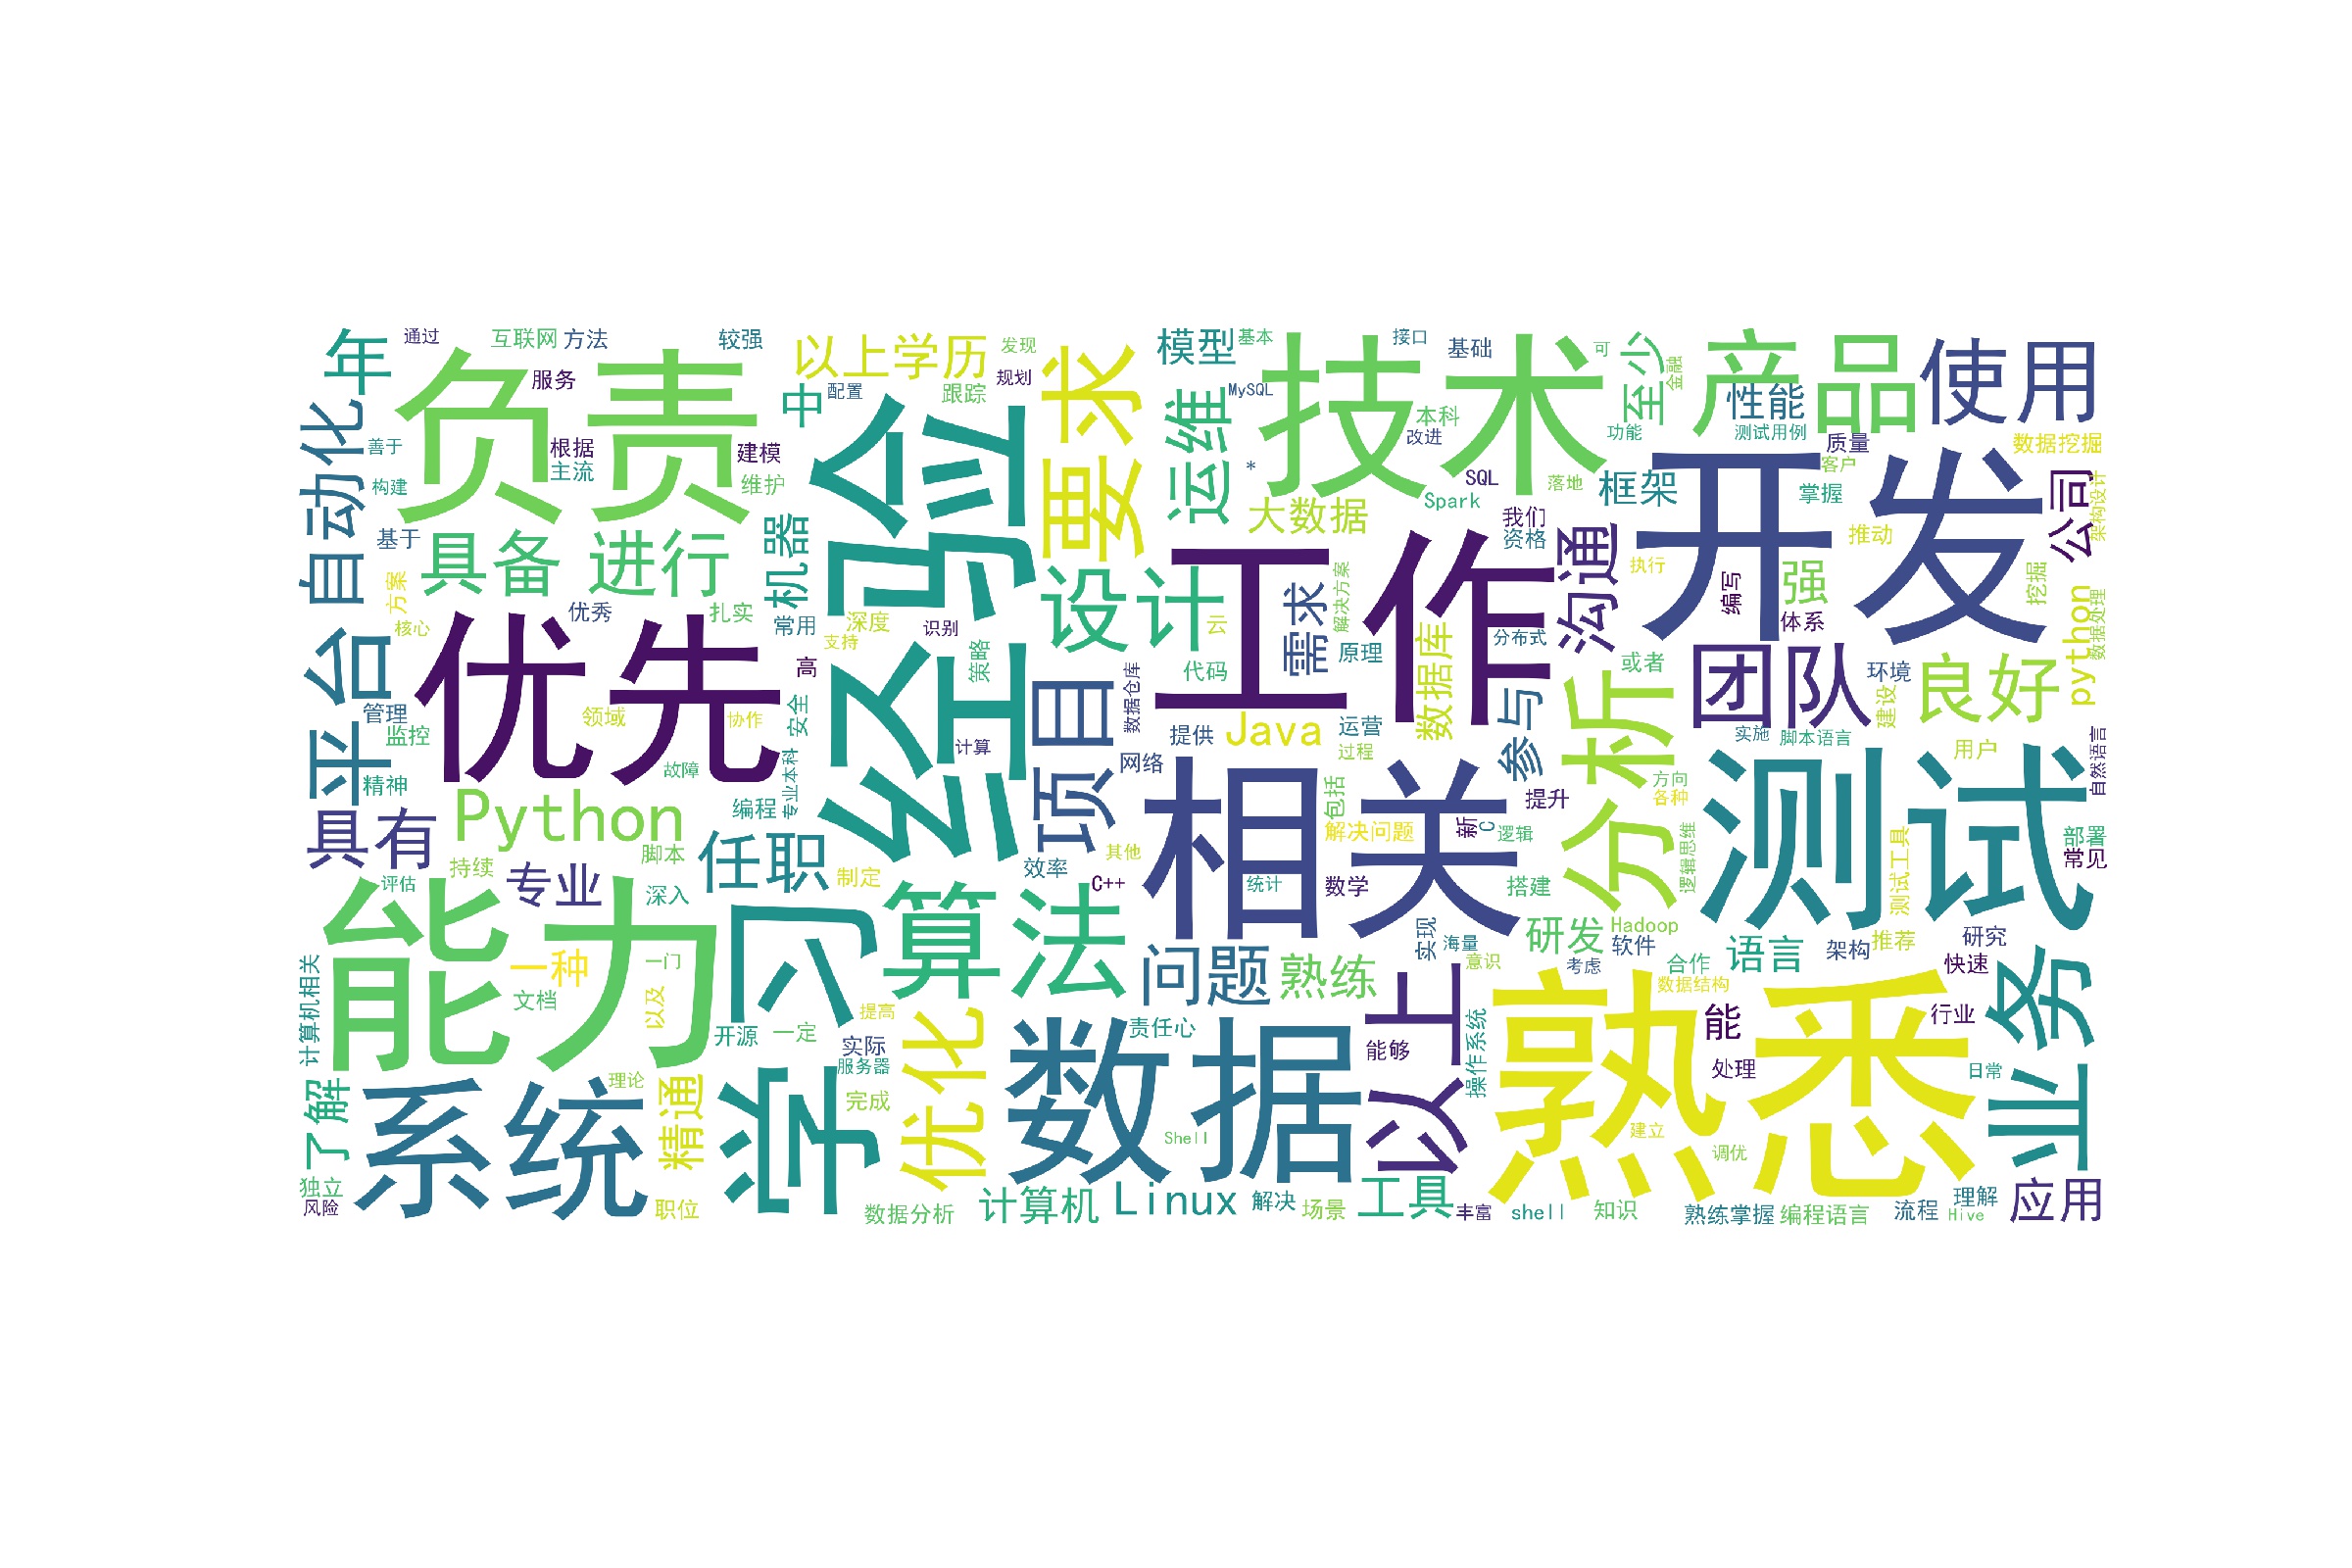 年
通过
互联网
方法
较强
以上学历
发现
模型
基本
接口
基础
可
至少
金融
产品
使用
负责
服务
中
配置
跟踪
规划
要求
运维
MySQL
技术
本科
改进
功能
性能
测试用例
质量
客户
数据挖掘
自动化
善于
构建
基于
根据
主流
建模
维护
经验
*
大数据
SQL
Spark
落地
框架
掌握
开发
公司
架构设计
具备
进行
机器
我们
资格
沟通
执行
推动
编写
强
体系
挖掘
python
数据处理
方案
核心
优秀
扎实
常用
深度
支持
识别
设计
云
工作
需求
解决方案
原理
分布式
或者
团队
环境
建设
良好
平台
管理
监控
精神
优先
领域
协作
故障
高
安全
专业本科
策略
计算
项目
数据仓库
代码
提供
网络
Java
运营
过程
数据库
参与
分析
实施
脚本语言
方向
各种
用户
自然语言
具有
Python
持续
脚本
编程
任职
制定
效率
其他
C++
相关
包括
解决问题
统计
数学
新
C
逻辑
提升
搭建
逻辑思维
测试
测试工具
部署
常见
能力
评估
专业
深入
一种
一门
文档
以及
学习
算法
提高
问题
熟练
实现
海量
意识
研发
Hadoop
软件
考虑
合作
数据结构
语言
架构
推荐
研究
快速
业务
计算机相关
了解
独立
风险
系统
理论
精通
职位
开源
一定
实际
服务器
完成
优化
数据分析
数据
责任心
Shell
以上
能够
操作系统
熟悉
能
处理
行业
日常
建立
调优
计算机
Linux
解决
场景
工具
丰富
shell
知识
熟练掌握
编程语言
流程
理解
Hive
应用